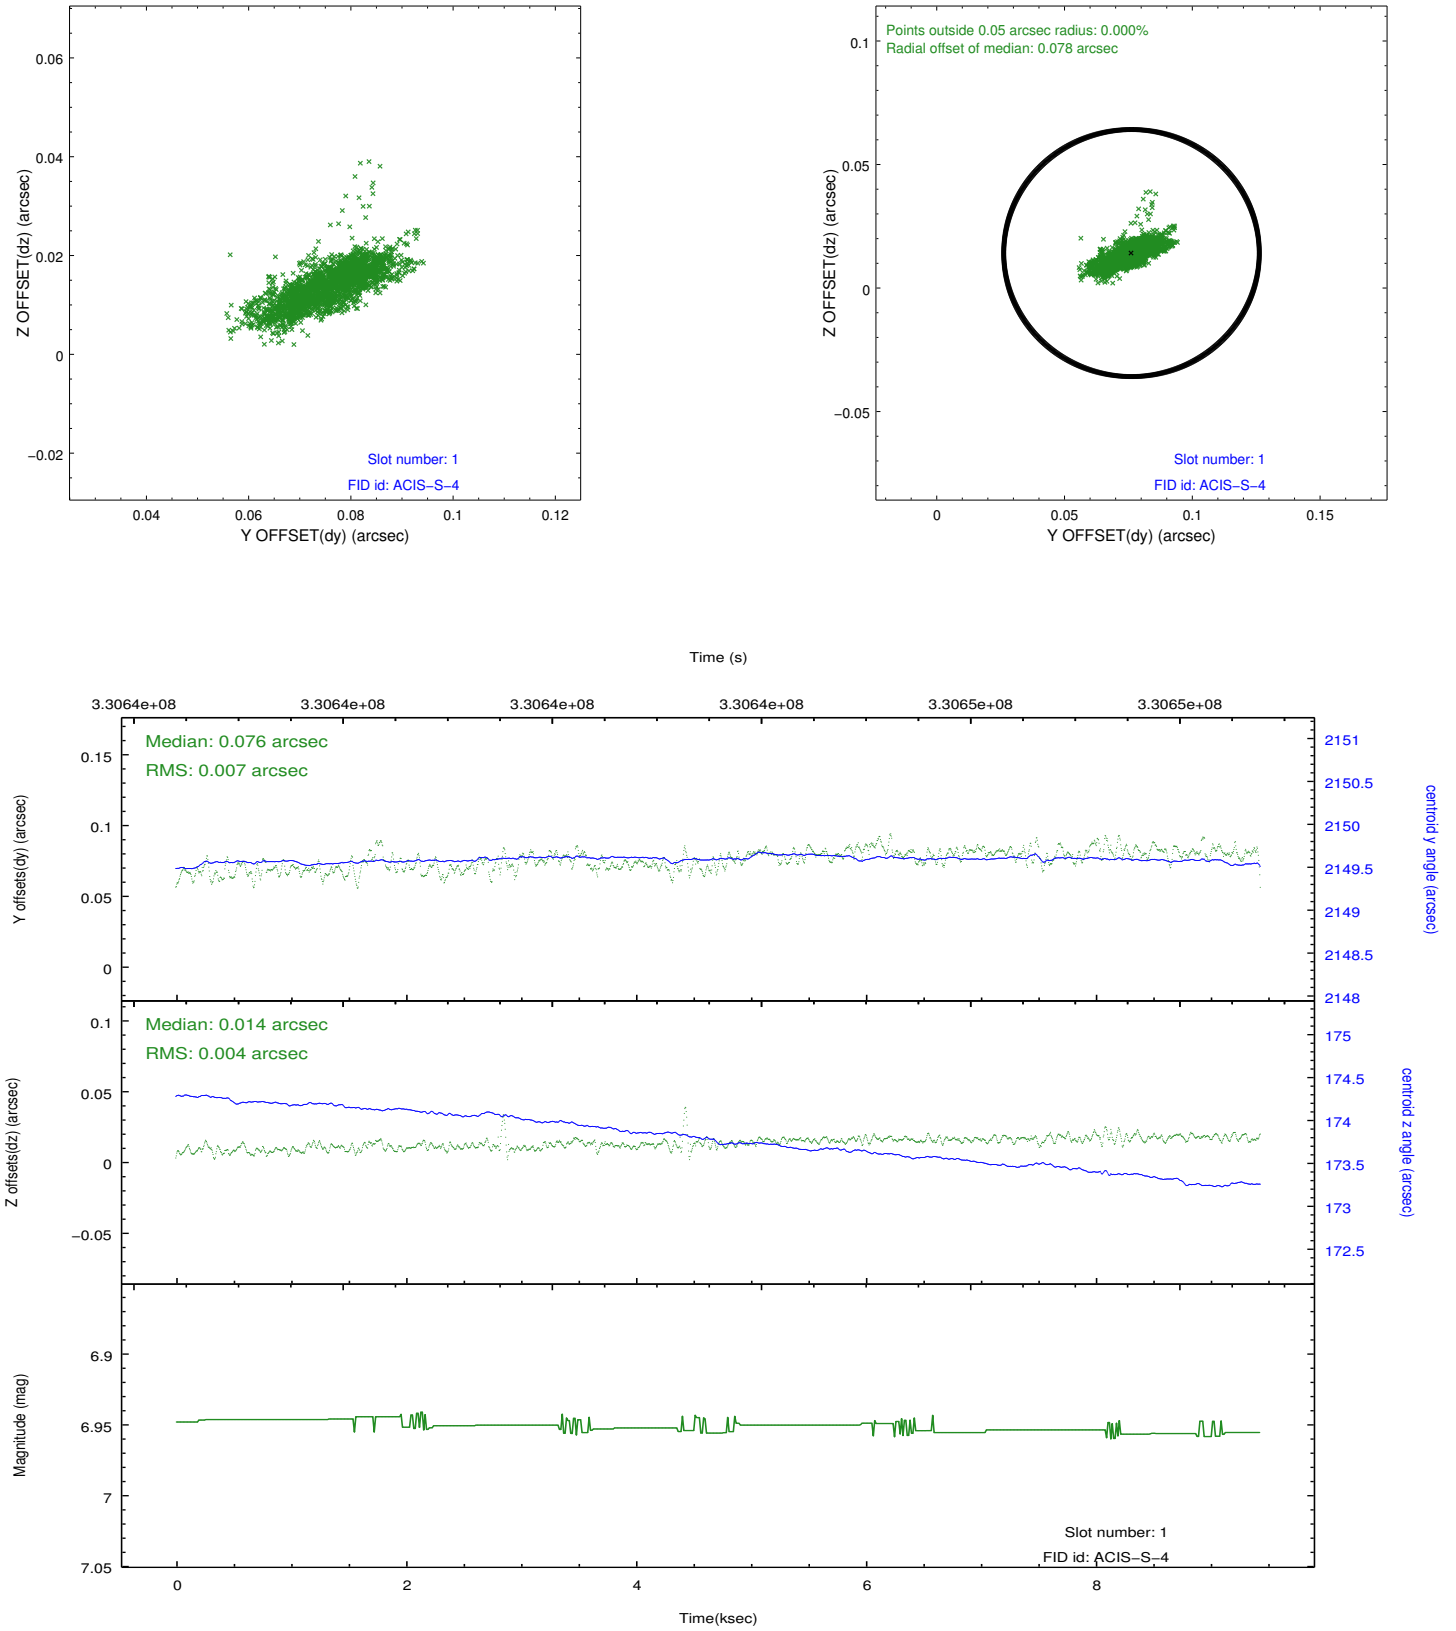 0.06
0.04
0.02
0
−0.02
Z OFFSET(dz) (arcsec)
Slot number: 1
FID id: ACIS−S−4
0.04 0.06 0.08 0.1 0.12
Y OFFSET(dy) (arcsec)
Points outside 0.05 arcsec radius: 0.000%
Radial offset of median: 0.078 arcsec
0.1
0.05
0
−0.05
Z OFFSET(dz) (arcsec)
Slot number: 1
FID id: ACIS−S−4
0 0.05 0.1 0.15
Y OFFSET(dy) (arcsec)
Time (s)
3.3064e+08 3.3064e+08 3.3064e+08 3.3064e+08 3.3065e+08 3.3065e+08
Median: 0.076 arcsec
RMS: 0.007 arcsec
0.15
0.1
0.05
0
Y offsets(dy) (arcsec)
2151
2150.5
2150
2149.5
2149
2148.5
2148
centroid y angle (arcsec)
Median: 0.014 arcsec
RMS: 0.004 arcsec
0.1
0.05
0
−0.05
Z offsets(dz) (arcsec)
175
174.5
174
173.5
173
172.5
centroid z angle (arcsec)
6.9
6.95
7
7.05
Magnitude (mag)
Slot number: 1
FID id: ACIS−S−4
0 2 4 6 8
Time(ksec)